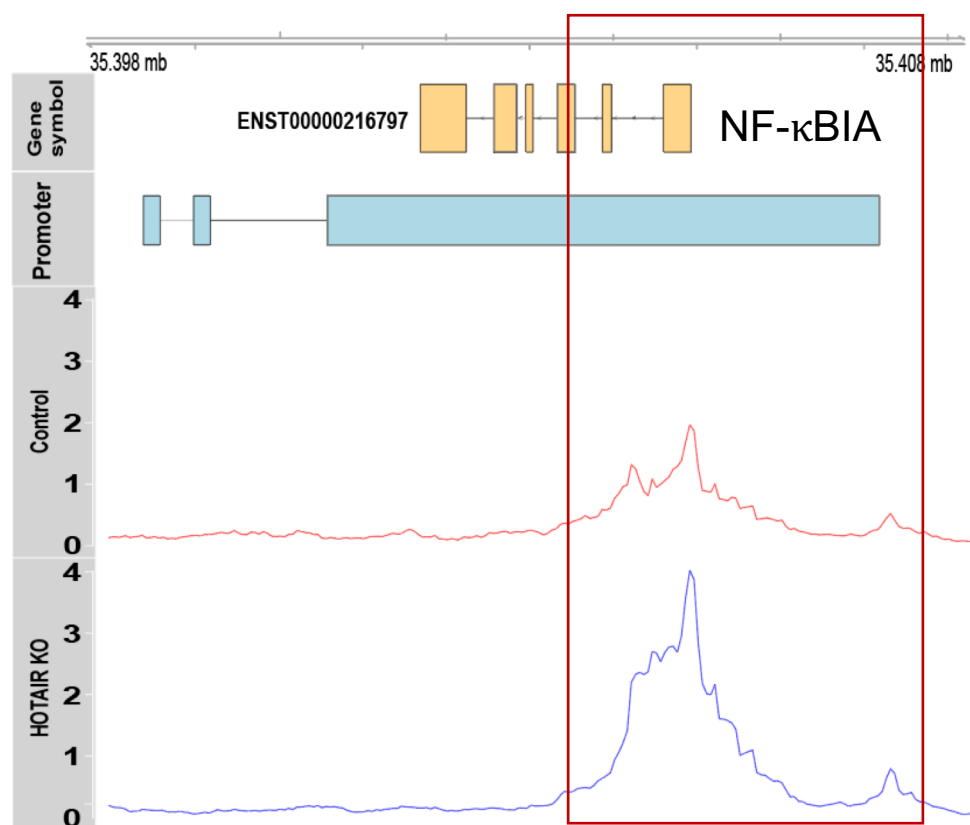 35.398 mb
35.408 mb
Gene
symbol
ENST00000216797
NF-κBIA
Promoter
Control
4
3
2
1
0
HOTAIR KO
4
3
2
1
0